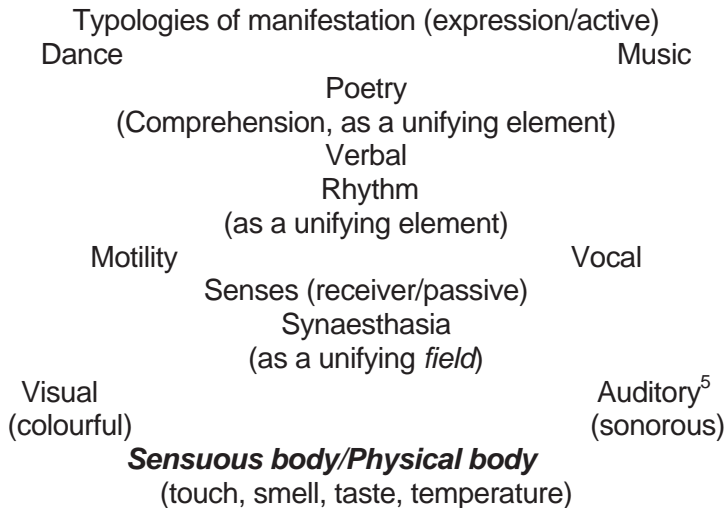 Typologies of manifestation (expression/active)
Dance Music
Poetry
(Comprehension, as a unifying element)
Verbal
Rhythm
(as a unifying element)
Motility Vocal
Senses (receiver/passive)
Synaesthasia
(as a unifying field)
Visual Auditory5
(colourful) (sonorous)
Sensuous body/Physical body
(touch, smell, taste, temperature)